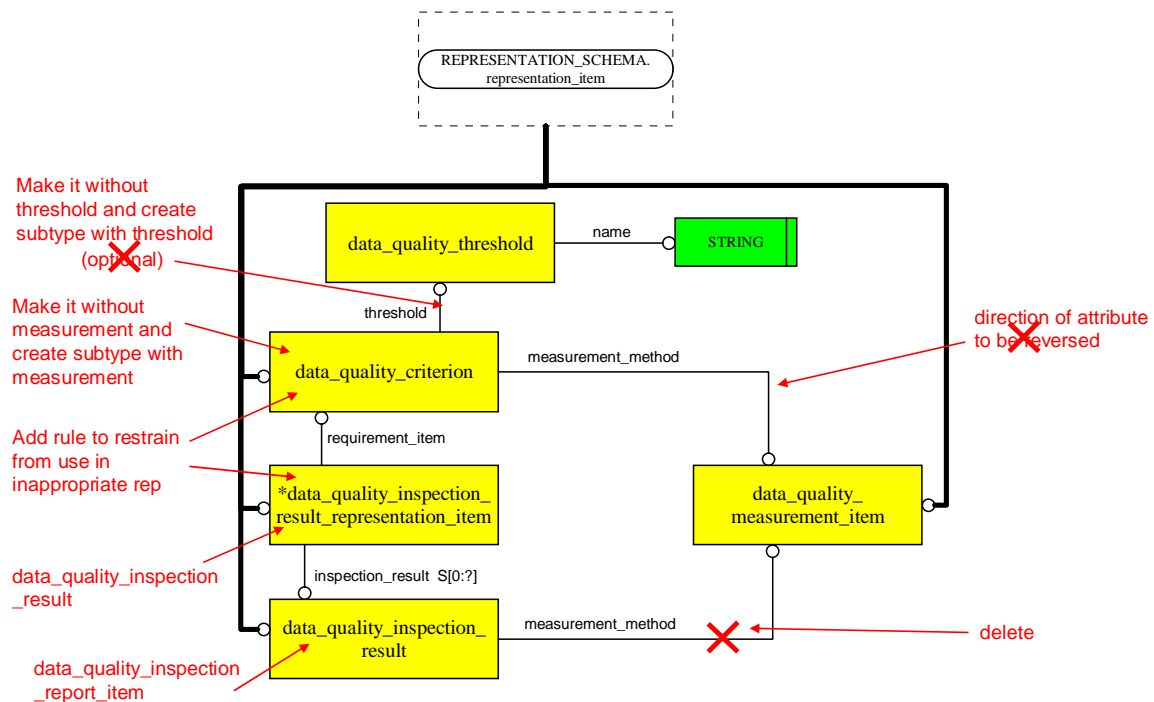 REPRESENTATION_SCHEMA.
representation_item
Make it without
threshold and create
subtype with threshold
(optional)
data_quality_threshold
name
STRING
threshold
Make it without
measurement and
create subtype with
measurement
data_quality_criterion
measurement_method
direction of attribute
to be reversed
Add rule to restrain
from use in
inappropriate rep
requirement_item
*data_quality_inspection_
result_representation_item
data_quality_
measurement_item
data_quality_inspection
_result
inspection_result S[0:?]
data_quality_inspection_
result
measurement_method
delete
data_quality_inspection
_report_item